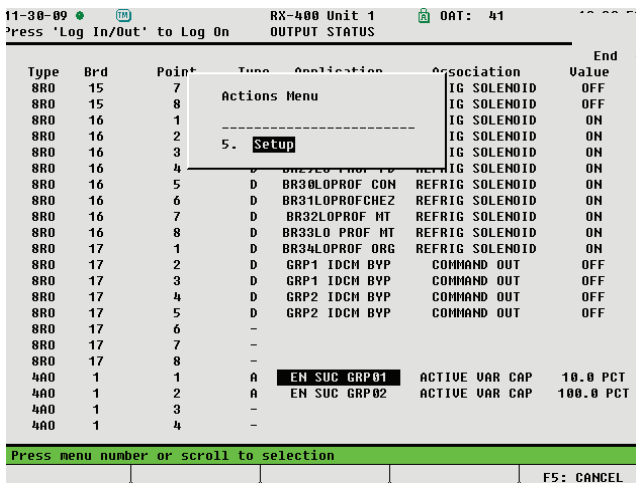 11-30-09 TM RX-400 Unit 1 R OAT: 41
Press 'Log In/Out' to Log On OUTPUT STATUS
End
Type Brd Point Type Application Association Value
8RO 15 7 IG SOLENOID OFF
8RO 15 8 IG SOLENOID OFF
8RO 16 1 IG SOLENOID ON
8RO 16 2 IG SOLENOID ON
8RO 16 3 IG SOLENOID ON
8RO 16 4 D REFRIG SOLENOID ON
8RO 16 5 D BR30LOPROF CON REFRIG SOLENOID ON
8RO 16 6 D BR31LOPROFCHEZ REFRIG SOLENOID ON
8RO 16 7 D BR32LOPROF MT REFRIG SOLENOID ON
8RO 16 8 D BR33LO PROF MT REFRIG SOLENOID ON
8RO 17 1 D BR34LOPROF ORG REFRIG SOLENOID ON
8RO 17 2 D GRP1 IDCM BYP COMMAND OUT OFF
8RO 17 3 D GRP1 IDCM BYP COMMAND OUT OFF
8RO 17 4 D GRP2 IDCM BYP COMMAND OUT OFF
8RO 17 5 D GRP2 IDCM BYP COMMAND OUT OFF
8RO 17 6 -
8RO 17 7 -
8RO 17 8 -
4AO 1 1 A EN SUC GRP01 ACTIVE VAR CAP 10.0 PCT
4AO 1 2 A EN SUC GRP02 ACTIVE VAR CAP 100.0 PCT
4AO 1 3 -
4AO 1 4 -
Actions Menu
--------------------
5. Setup
Press menu number or scroll to selection
F5: CANCEL